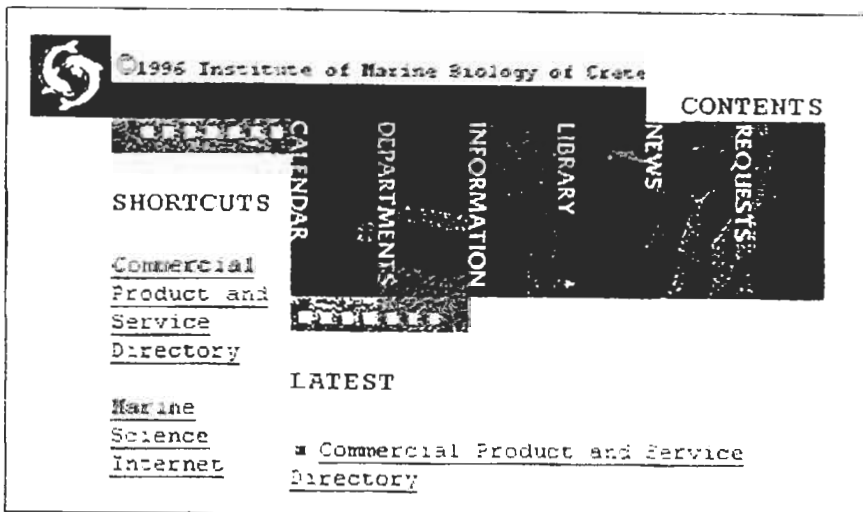 ©1996 Institute of Marine Biology of Crete
CONTENTS
CALENDAR
DEPARTMENTS
INFORMATION
LIBRARY
NEWS
REQUESTS
SHORTCUTS
Commercial
Product and
Service
Directory
Marine
Science
Internet
LATEST
Commercial Product and Service
Directory